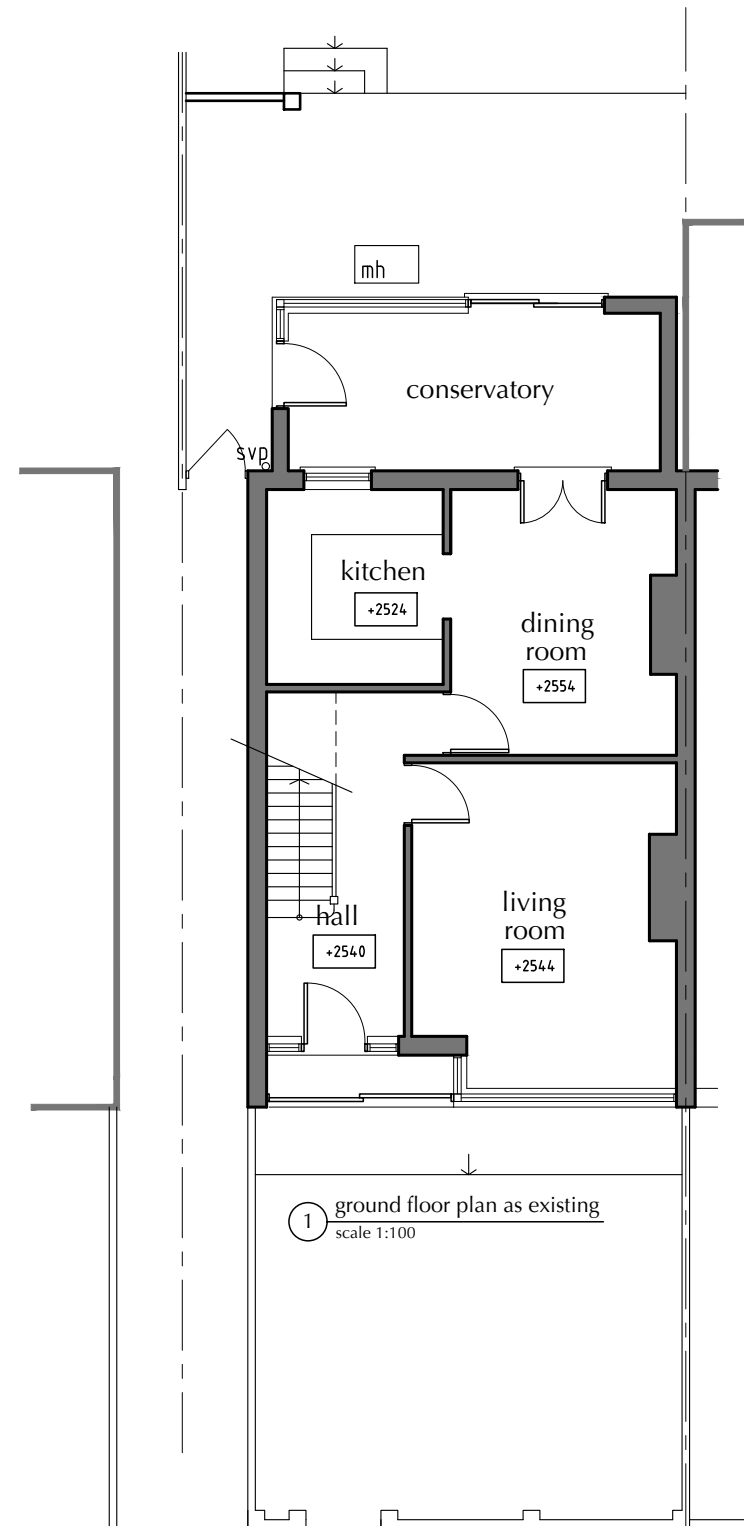 mh
conservatory
svp
kitchen
+2524
dining
room
+2554
living
room
+2544
hall
+2540
1
ground floor plan as existing
scale 1:100